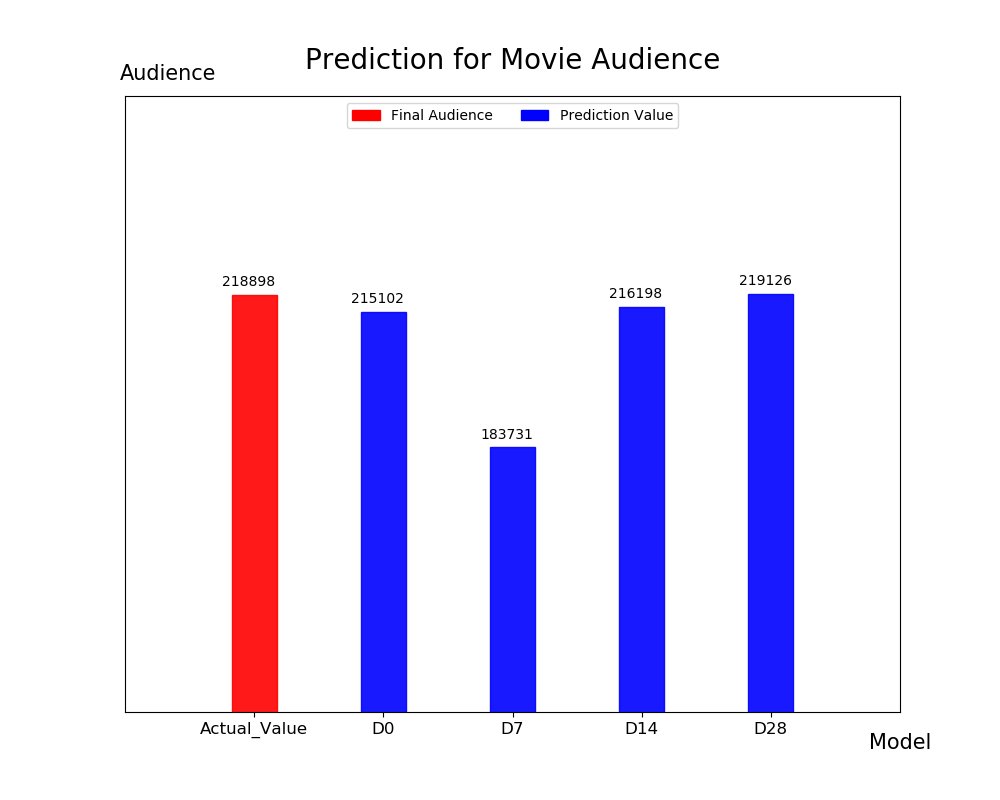 Prediction for Movie Audience
Audience
Final Audience
Prediction Value
218898
215102
183731
216198
219126
Actual_Value
D0
D7
D14
D28
Model